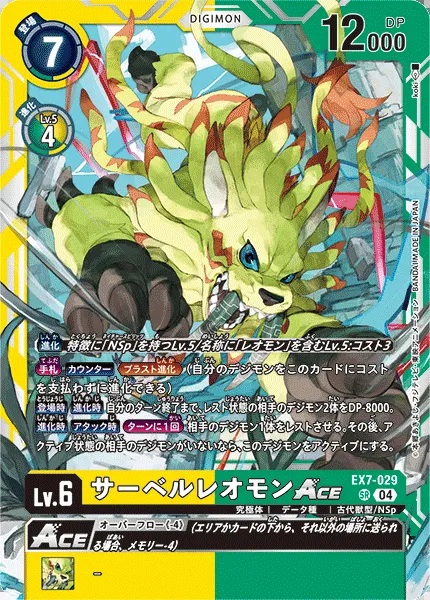 登場
7
DIGIMON
DP
12000
進化
Lv.5
4
koki
BANDAI|MADE IN JAPAN
進化 特徴に「NSp」を持つLv.5/名称に「レオモン」を含むLv.5:コスト3
手札 カウンター ブラスト進化 (自分のデジモンをこのカードにコスト
を支払わずに進化できる)
登場時 進化時 自分のターン終了まで、レスト状態の相手のデジモン2体をDP-8000。
進化時 アタック時 ターンに1回 相手のデジモン1体をレストさせる。その後、ア
クティブ状態の相手のデジモンがいないなら、このデジモンをアクティブにする。
Lv.6
サーベルレオモンACE
EX7-029
SR 04
究極体 データ種 古代獣型/NSp
ACE
オーバーフロー《-4》 (エリアかカードの下から、それ以外の場所に送られ
る場合、メモリー-4)
-